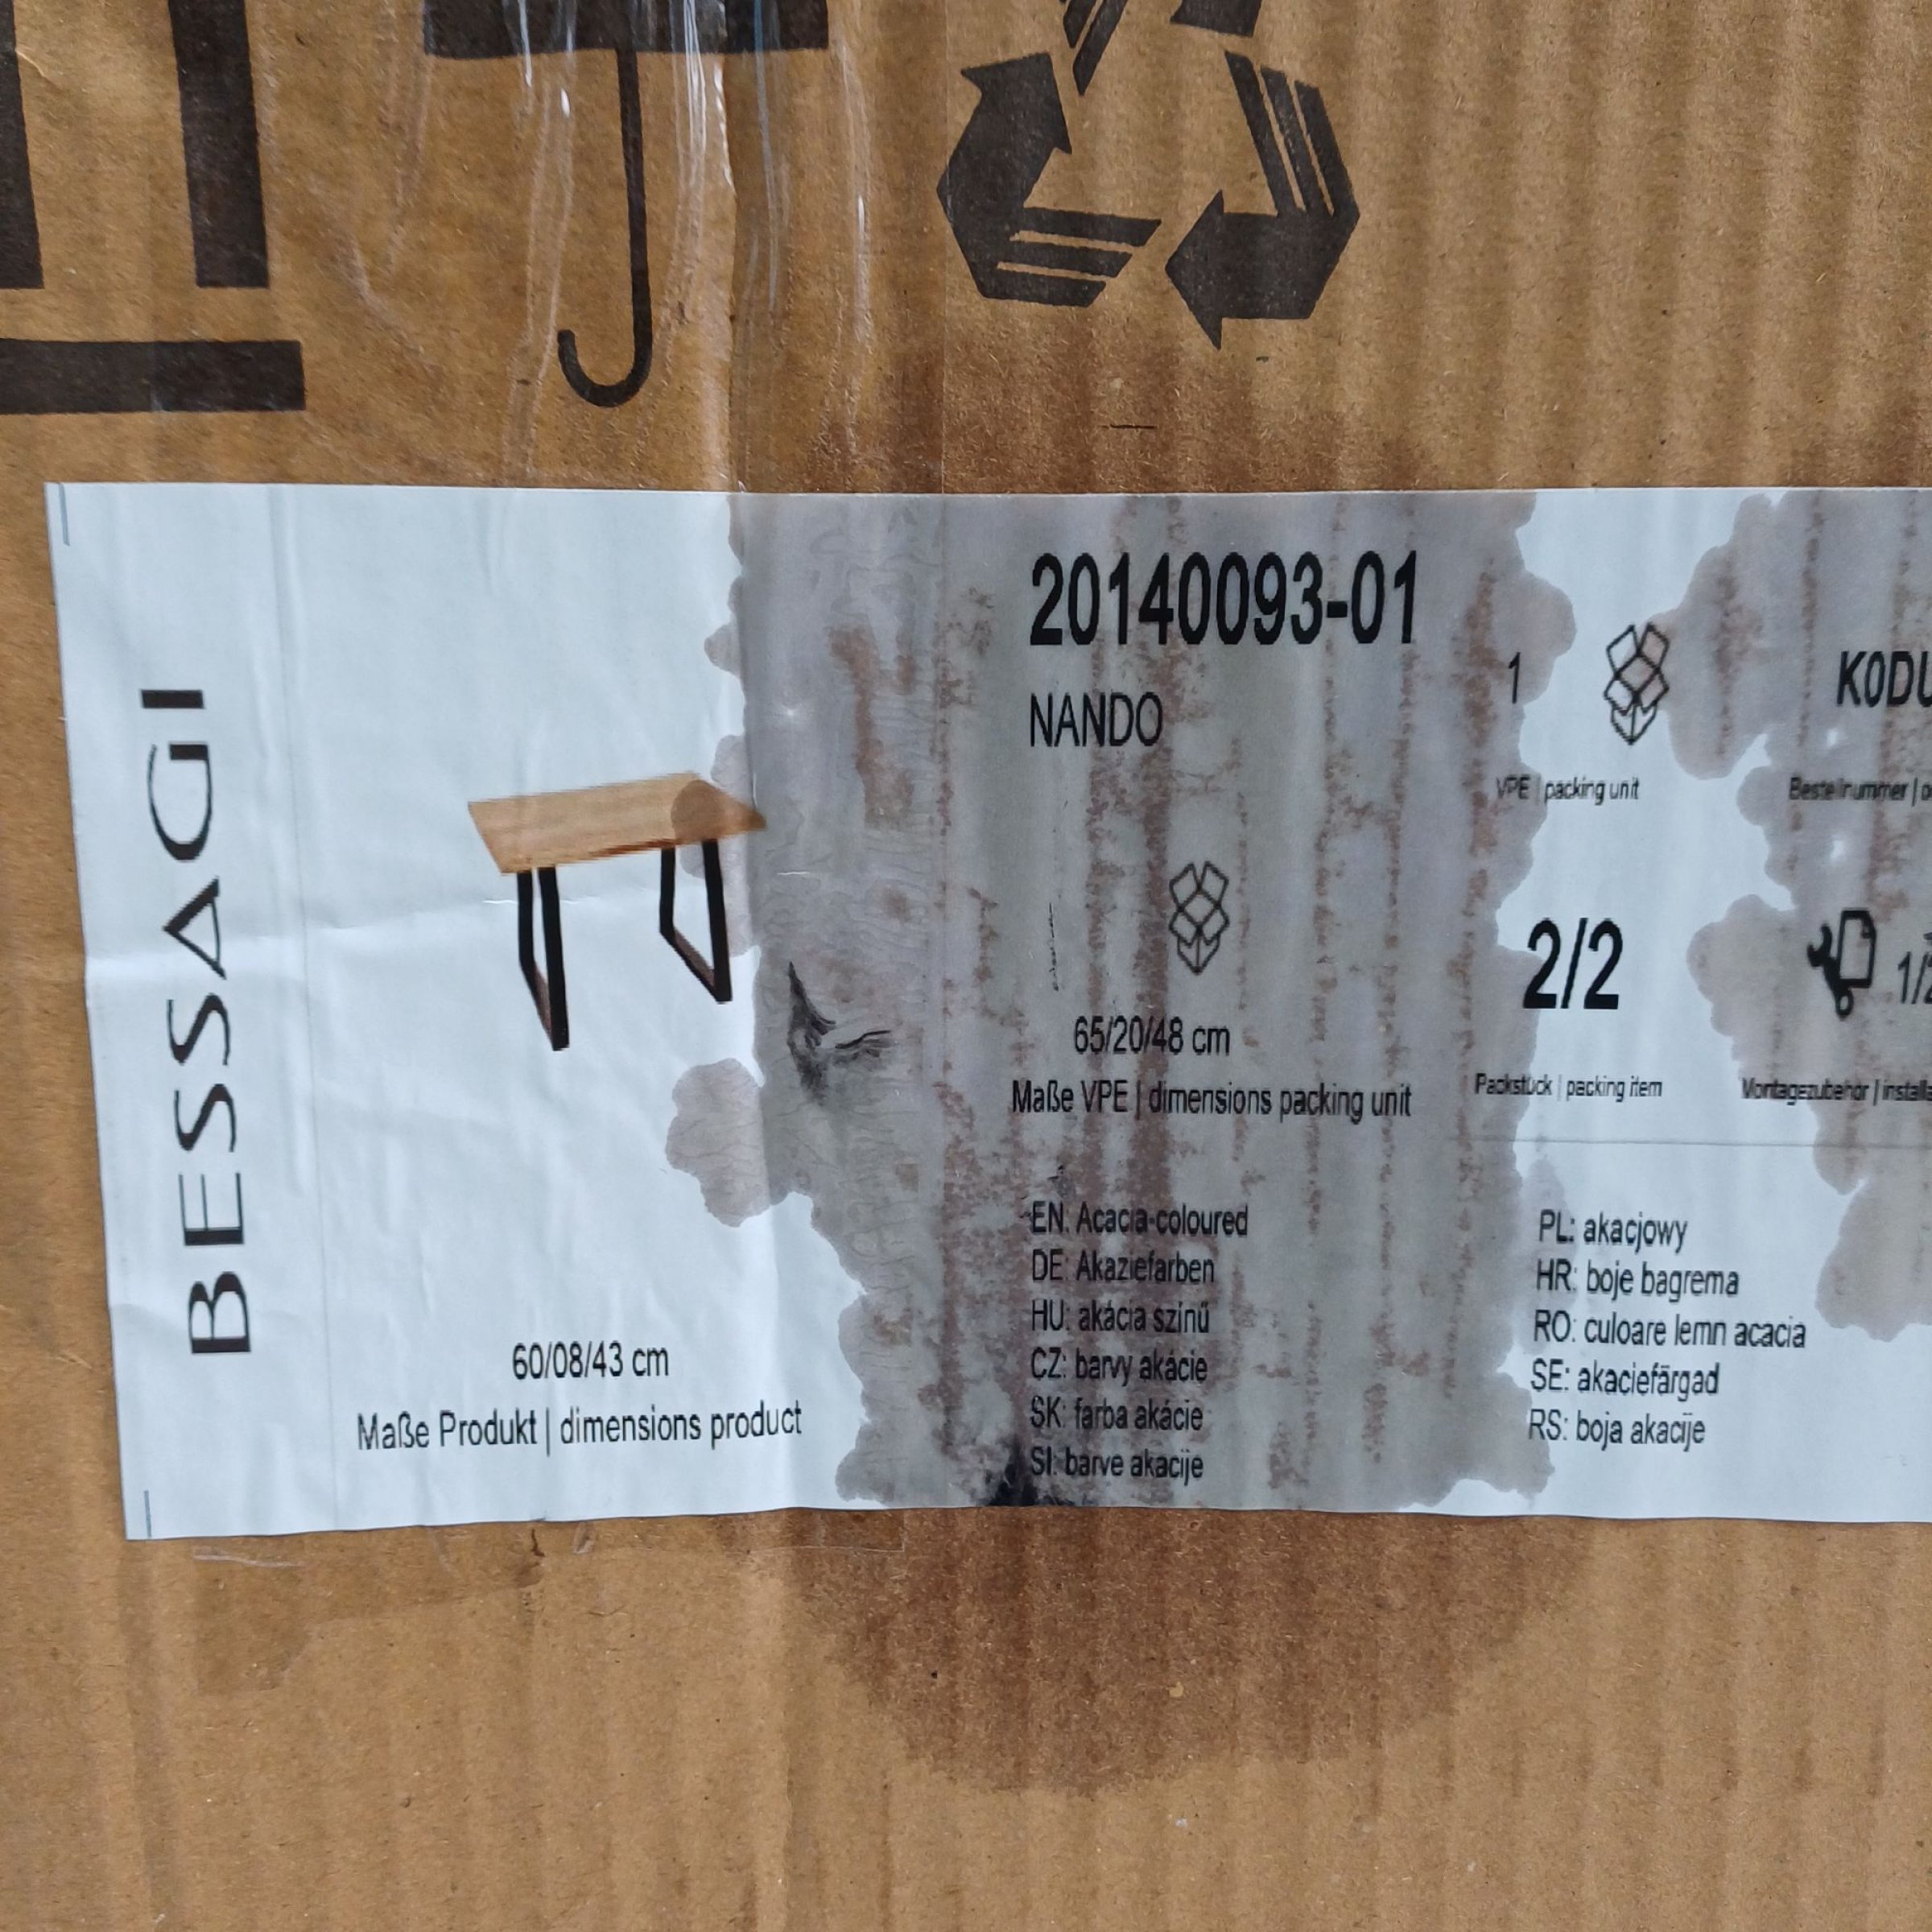 BESSAGI
60/08/43 cm
Maße Produkt | dimensions product
20140093-01
NANDO
65/20/48 cm
Maße VPE | dimensions packing unit
EN: Acacia-coloured
DE: Akaziefarben
HU: akácia színű
CZ: barvy akácie
SK: farba akácie
SI: barve akacije
1
VPE | packing unit
2/2
Packstück | packing item
PL: akacjowy
HR: boje bagrema
RO: culoare lemn acacia
SE: akaciefärgad
RS: boja akacije
Bestellnummer |
Montagezubehör |